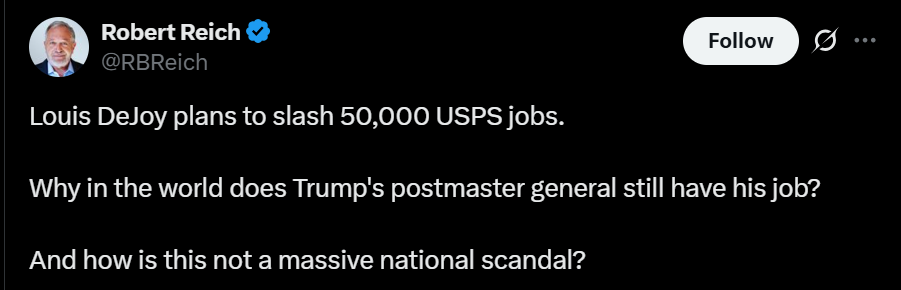 Robert Reich
@RBReich
Follow
Louis DeJoy plans to slash 50,000 USPS jobs.
Why in the world does Trump's postmaster general still have his job?
And how is this not a massive national scandal?